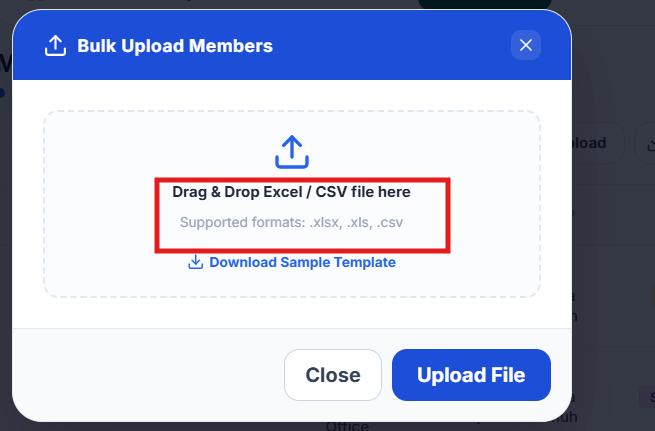 Bulk Upload Members
Drag & Drop Excel / CSV file here
Supported formats: .xlsx, .xls, .csv
Download Sample Template
Close
Upload File
Office